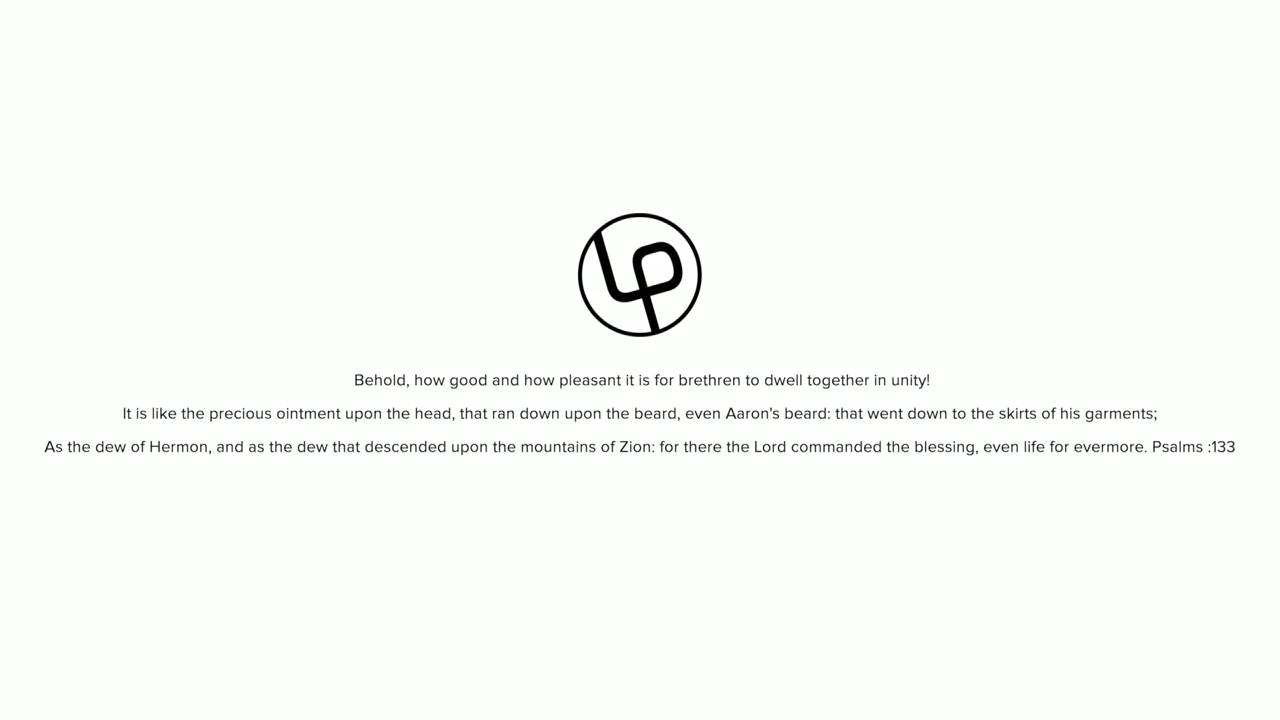 Behold, how good and how pleasant it is for brethren to dwell together in unity!
It is like the precious ointment upon the head, that ran down upon the beard, even Aaron's beard: that went down to the skirts of his garments;
As the dew of Hermon, and as the dew that descended upon the mountains of Zion: for there the Lord commanded the blessing, even life for evermore. Psalms :133